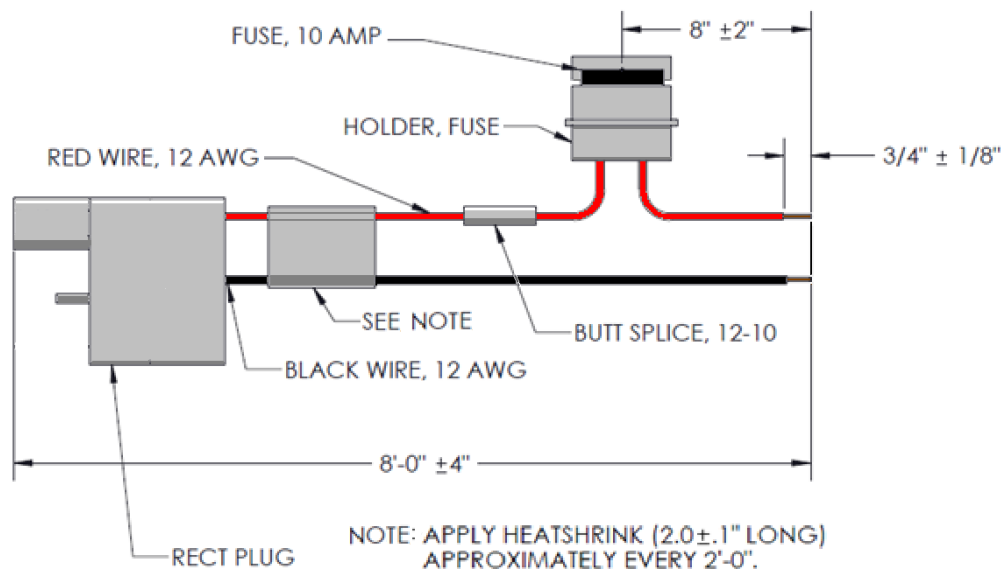 FUSE, 10 AMP
8" ±2"
HOLDER, FUSE
3/4" ± 1/8"
RED WIRE, 12 AWG
SEE NOTE
BUTT SPLICE, 12-10
BLACK WIRE, 12 AWG
8'-0" ±4"
NOTE: APPLY HEATSHRINK (2.0±.1" LONG)
APPROXIMATELY EVERY 2'-0".
RECT PLUG